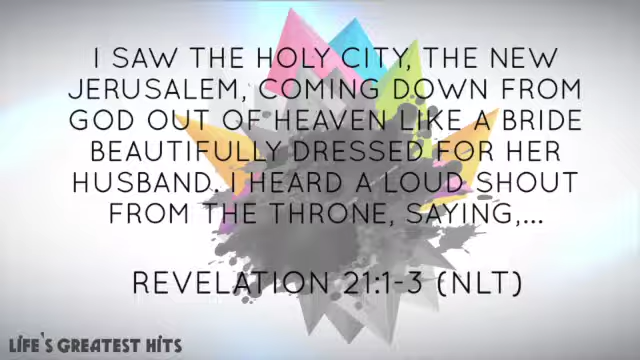 I SAW THE HOLY CITY, THE NEW
JERUSALEM, COMING DOWN FROM
GOD OUT OF HEAVEN LIKE A BRIDE
BEAUTIFULLY DRESSED FOR HER
HUSBAND. I HEARD A LOUD SHOUT
FROM THE THRONE, SAYING,...
REVELATION 21:1-3 (NLT)
LIFE'S GREATEST HITS